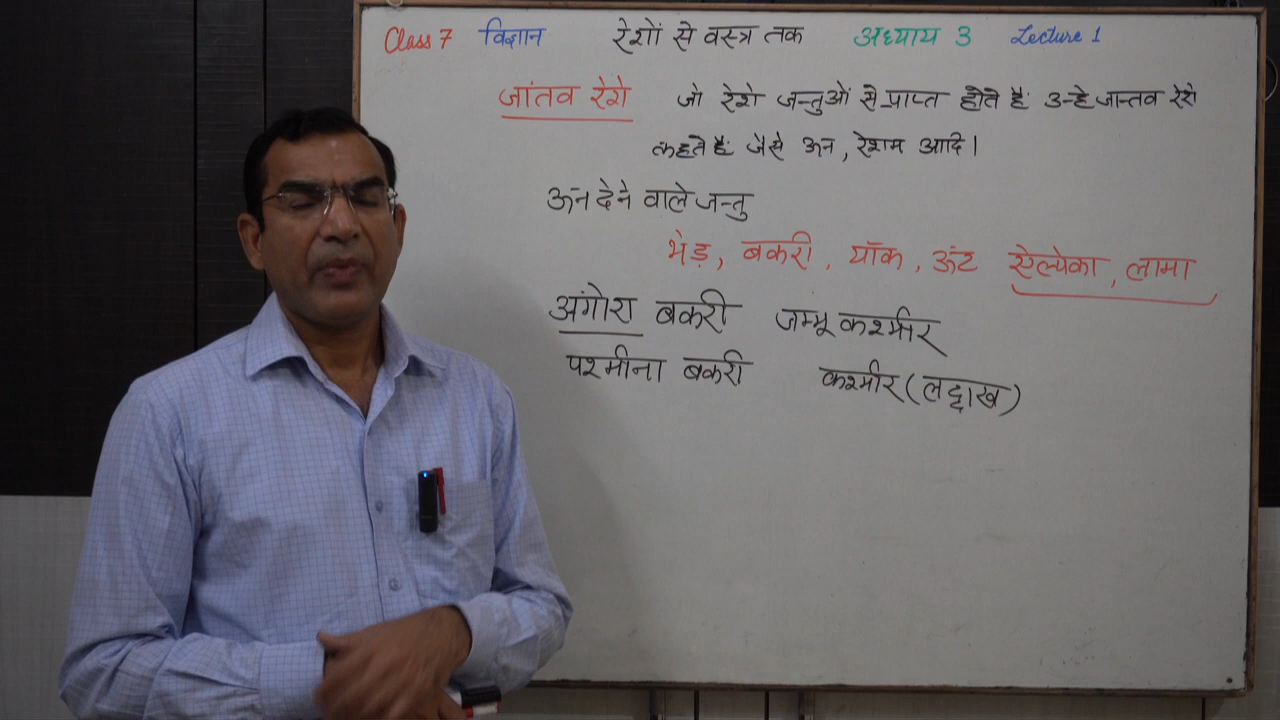 Class 7 विज्ञान रेशों से वस्त्र तक अध्याय 3 Lecture 1
जांतव रेशे जो रेशे जन्तुओं से प्राप्त होते हैं उन्हे जान्तव रेशे
कहते हैं जैसे ऊन, रेशम आदि।
ऊन देने वाले जन्तु
भेड़, बकरी, यॉक, ऊंट ऐल्पेका, लामा
अंगोरा बकरी जम्मू कश्मीर
पश्मीना बकरी कश्मीर (लद्दाख)